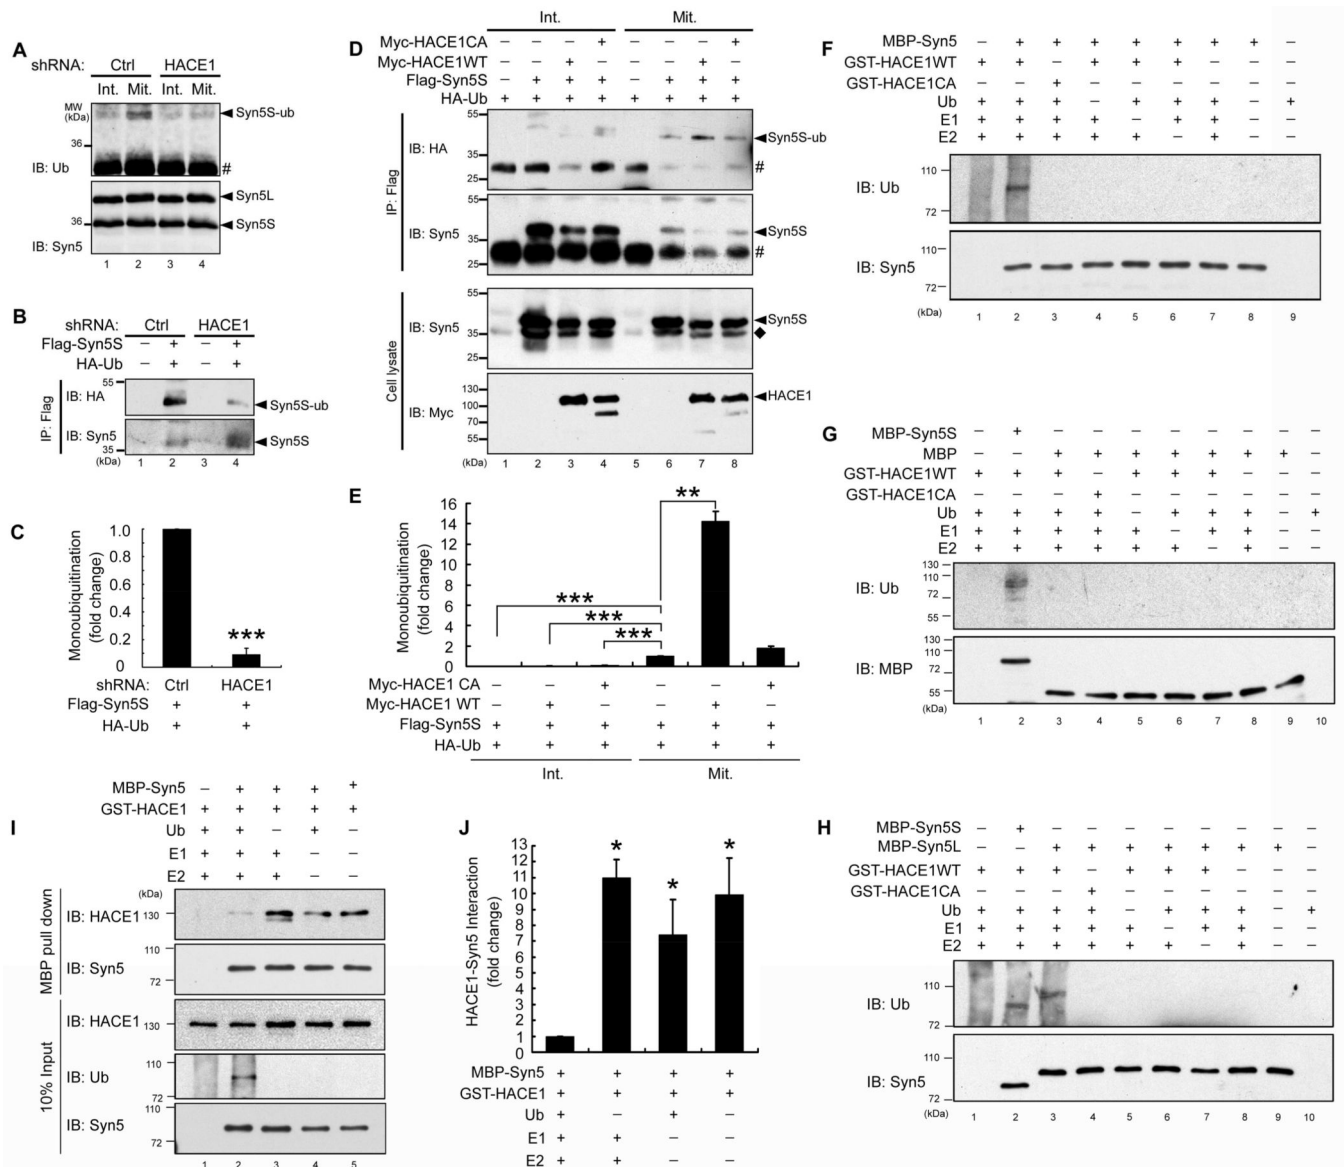 A
shRNA: Ctrl HACE1
Int. Mit. Int. Mit.
MW (kDa)
Syn5S-ub
36
IB: Ub #
Syn5L
36 Syn5S
IB: Syn5
1 2 3 4
B
shRNA: Ctrl HACE1
Flag-Syn5S − + − +
HA-Ub − + − +
IP: Flag
55
IB: HA Syn5S-ub
IB: Syn5 Syn5S
35
(kDa) 1 2 3 4
C
Monoubiquitination (fold change)
1.0
0.8
0.6
0.4
0.2
0
***
shRNA: Ctrl HACE1
Flag-Syn5S + +
HA-Ub + +
D
Int. Mit.
Myc-HACE1CA − − − + − − − +
Myc-HACE1WT − − + − − − + −
Flag-Syn5S − + + + − + + +
HA-Ub + + + + + + + +
IP: Flag
55
IB: HA Syn5S-ub
35
25 #
55
IB: Syn5 Syn5S
35
25 #
Cell lysate
55
IB: Syn5 Syn5S
35 ◆
25
130
100
70
55
IB: Myc HACE1
(kDa) 1 2 3 4 5 6 7 8
E
Monoubiquitination (fold change)
16
14
12
10
8
6
4
2
0
**
***
***
***
Myc-HACE1 CA − − + − − +
Myc-HACE1 WT − + − − + −
Flag-Syn5S + + + + + +
HA-Ub + + + + + +
Int. Mit.
F
MBP-Syn5 − + + + + + + + −
GST-HACE1WT + + − + + + + − −
GST-HACE1CA − − + − − − − − −
Ub + + + − + + + − +
E1 + + + + − + + − −
E2 + + + + + − + − −
110
IB: Ub
72
110
IB: Syn5
72
(kDa) 1 2 3 4 5 6 7 8 9
G
MBP-Syn5S − + − − − − − − − −
MBP − − + + + + + + + −
GST-HACE1WT + + + − + + + − − −
GST-HACE1CA − − − + − − − − − −
Ub + + + + − + + + − +
E1 + + + + + − + + − −
E2 + + + + + + − + − −
130
110
IB: Ub
72
55
130
110
IB: MBP
72
55
(kDa) 1 2 3 4 5 6 7 8 9 10
H
MBP-Syn5S − + − − − − − − − −
MBP-Syn5L − − + + + + + + + −
GST-HACE1WT + + + − + + + − − −
GST-HACE1CA − − − + − − − − − −
Ub + + + + − + + + − +
E1 + + + + + − + + − −
E2 + + + + + + − + − −
110
IB: Ub
72
110
IB: Syn5
72
(kDa) 1 2 3 4 5 6 7 8 9 10
I
MBP-Syn5 − + + + +
GST-HACE1 + + + + +
Ub + + − + −
E1 + + + − −
E2 + + + − −
(kDa)
MBP pull down
IB: HACE1 130
110
IB: Syn5
72
10% Input
IB: HACE1 130
110
IB: Ub
72
110
IB: Syn5
72
1 2 3 4 5
J
HACE1-Syn5 Interaction (fold change)
13
12
11
10
9
8
7
6
5
4
3
2
1
0
* * *
MBP-Syn5 + + + +
GST-HACE1 + + + +
Ub + − + −
E1 + + − −
E2 + + − −